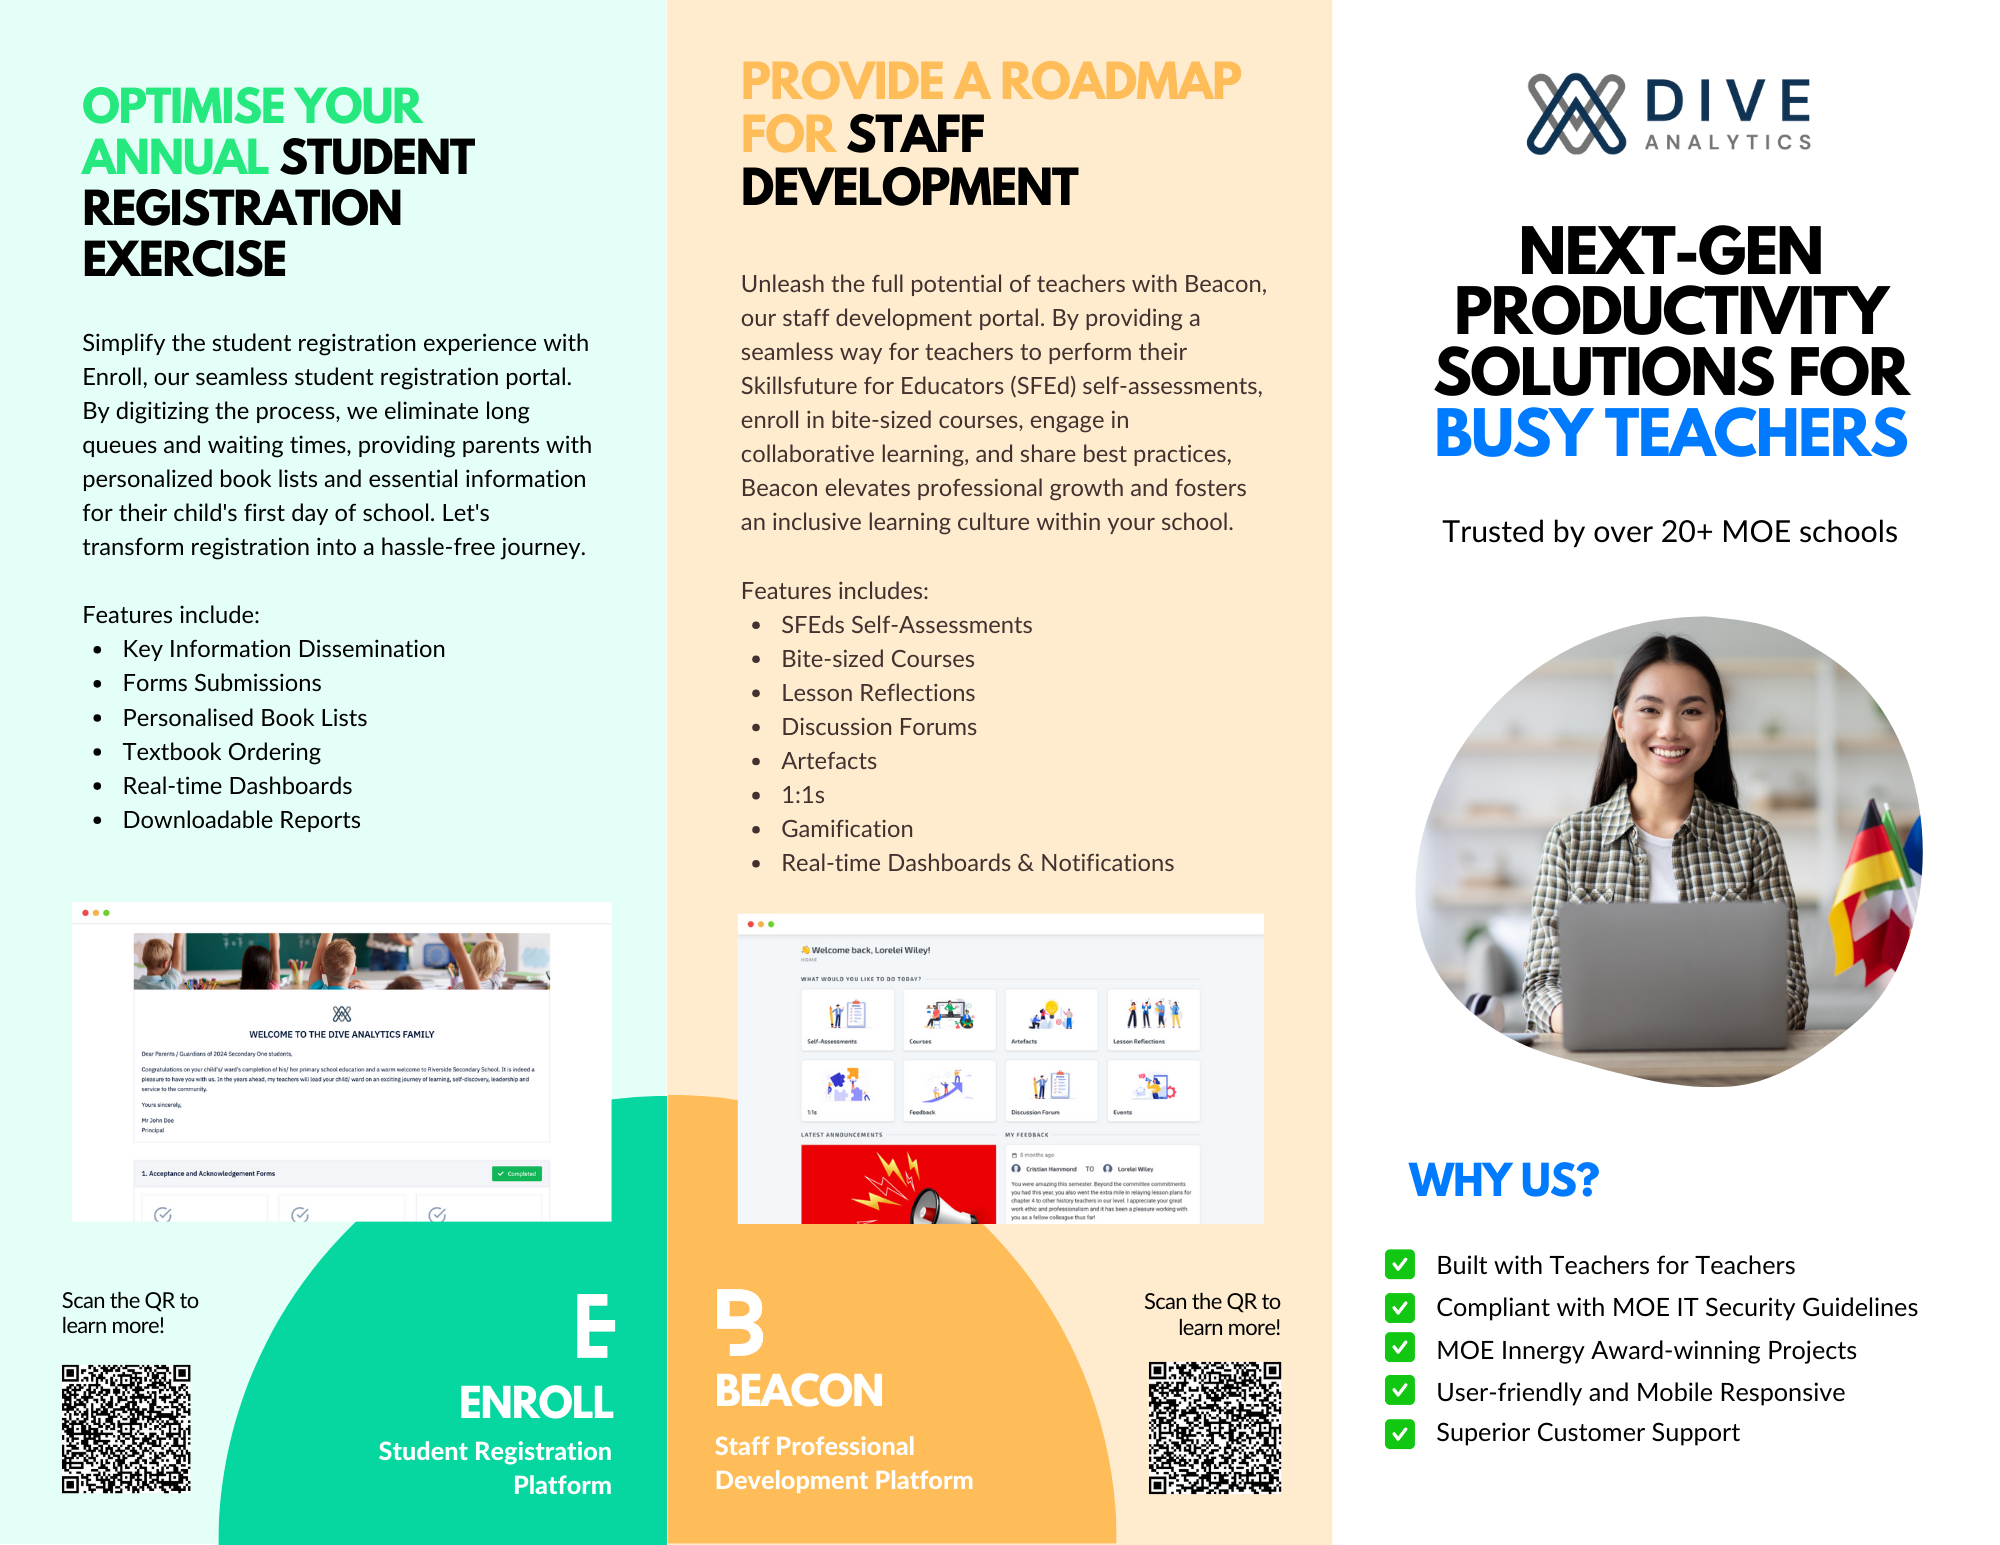 OPTIMISE YOUR
ANNUAL STUDENT
REGISTRATION
EXERCISE
Simplify the student registration experience with
Enroll, our seamless student registration portal.
By digitizing the process, we eliminate long
queues and waiting times, providing parents with
personalized book lists and essential information
for their child's first day of school. Let's
transform registration into a hassle-free journey.
Features include:
• Key Information Dissemination
• Forms Submissions
• Personalised Book Lists
• Textbook Ordering
• Real-time Dashboards
• Downloadable Reports
WELCOME TO THE DIVE ANALYTICS FAMILY
Dear Parents / Guardians of 2024 Secondary One students,
Congratulations on your child's/ ward's completion of his/ her primary school education and a warm welcome to Riverside Secondary School. It is indeed a
pleasure to have you with us. In the years ahead, my teachers will lead your child/ ward on an exciting journey of learning, self-discovery, leadership and
service to the community.
Yours sincerely,
Mr John Doe
Principal
1. Acceptance and Acknowledgement Forms
Completed
Scan the QR to
learn more!
E
ENROLL
Student Registration
Platform
PROVIDE A ROADMAP
FOR STAFF
DEVELOPMENT
Unleash the full potential of teachers with Beacon,
our staff development portal. By providing a
seamless way for teachers to perform their
Skillsfuture for Educators (SFEd) self-assessments,
enroll in bite-sized courses, engage in
collaborative learning, and share best practices,
Beacon elevates professional growth and fosters
an inclusive learning culture within your school.
Features includes:
• SFEds Self-Assessments
• Bite-sized Courses
• Lesson Reflections
• Discussion Forums
• Artefacts
• 1:1s
• Gamification
• Real-time Dashboards & Notifications
Welcome back, Lorelei Wiley!
HOME
WHAT WOULD YOU LIKE TO DO TODAY?
Self-Assessments
Courses
Artefacts
Lesson Reflections
1:1s
Feedback
Discussion Forum
Events
LATEST ANNOUNCEMENTS
MY FEEDBACK
8 months ago
Cristian Hammond TO Lorelei Wiley
You were amazing this semester. Beyond the committee commitments
you had this year, you also went the extra mile in relaying lesson plans for
chapter 4 to other history teachers in our level. I appreciate your great
work ethic and professionalism and it has been a pleasure working with
you as a fellow colleague thus far!
B
BEACON
Staff Professional
Development Platform
Scan the QR to
learn more!
DIVE
ANALYTICS
NEXT-GEN
PRODUCTIVITY
SOLUTIONS FOR
BUSY TEACHERS
Trusted by over 20+ MOE schools
WHY US?
Built with Teachers for Teachers
Compliant with MOE IT Security Guidelines
MOE Innergy Award-winning Projects
User-friendly and Mobile Responsive
Superior Customer Support